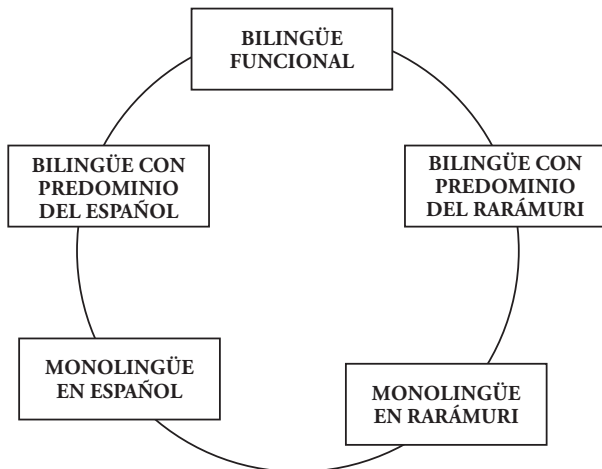 BILINGÜE
FUNCIONAL
BILINGÜE CON
PREDOMINIO
DEL ESPAÑOL
BILINGÜE CON
PREDOMINIO
DEL RARÁMURI
MONOLINGÜE
EN ESPAÑOL
MONOLINGÜE
EN RARÁMURI